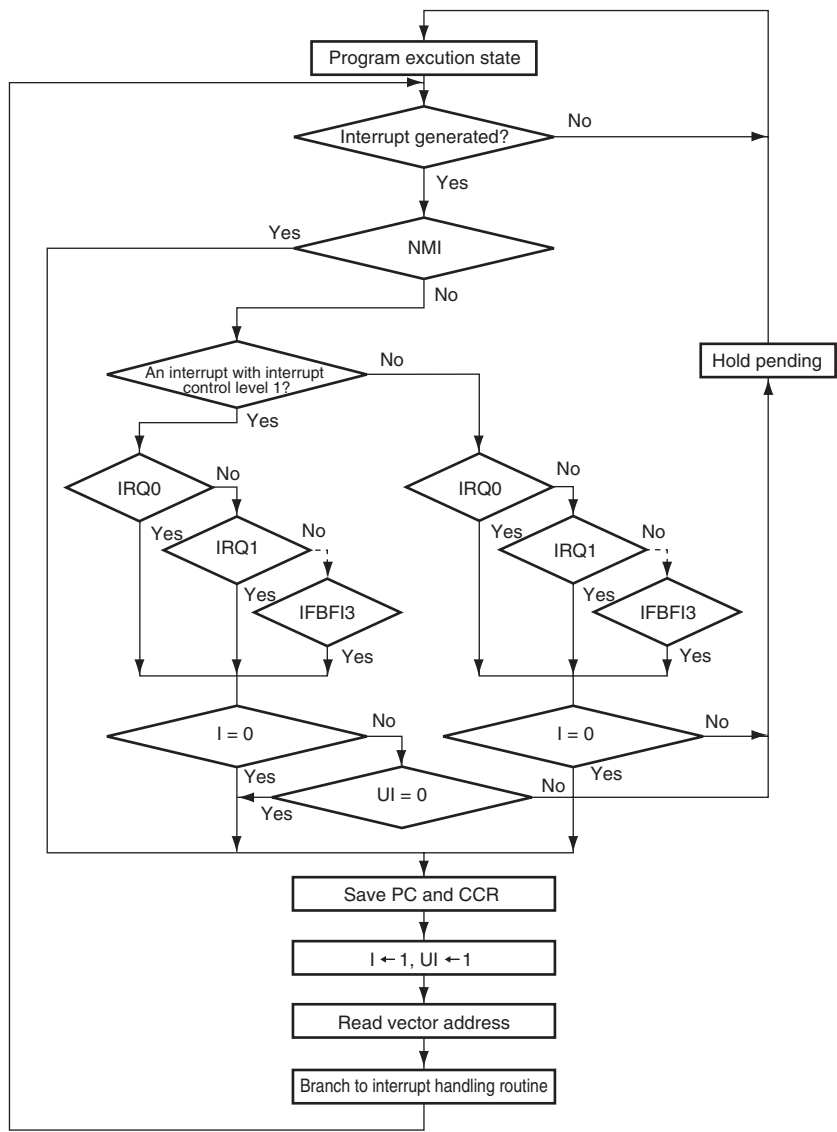 Program excution state
Interrupt generated?
No
Yes
Yes
NMI
No
An interrupt with interrupt
control level 1?
No
Hold pending
Yes
IRQ0
No
IRQ0
No
Yes
IRQ1
No
Yes
IRQ1
No
Yes
IFBFI3
Yes
IFBFI3
Yes
Yes
I = 0
No
I = 0
No
Yes
Yes
UI = 0
No
Yes
Save PC and CCR
I ← 1, UI ← 1
Read vector address
Branch to interrupt handling routine